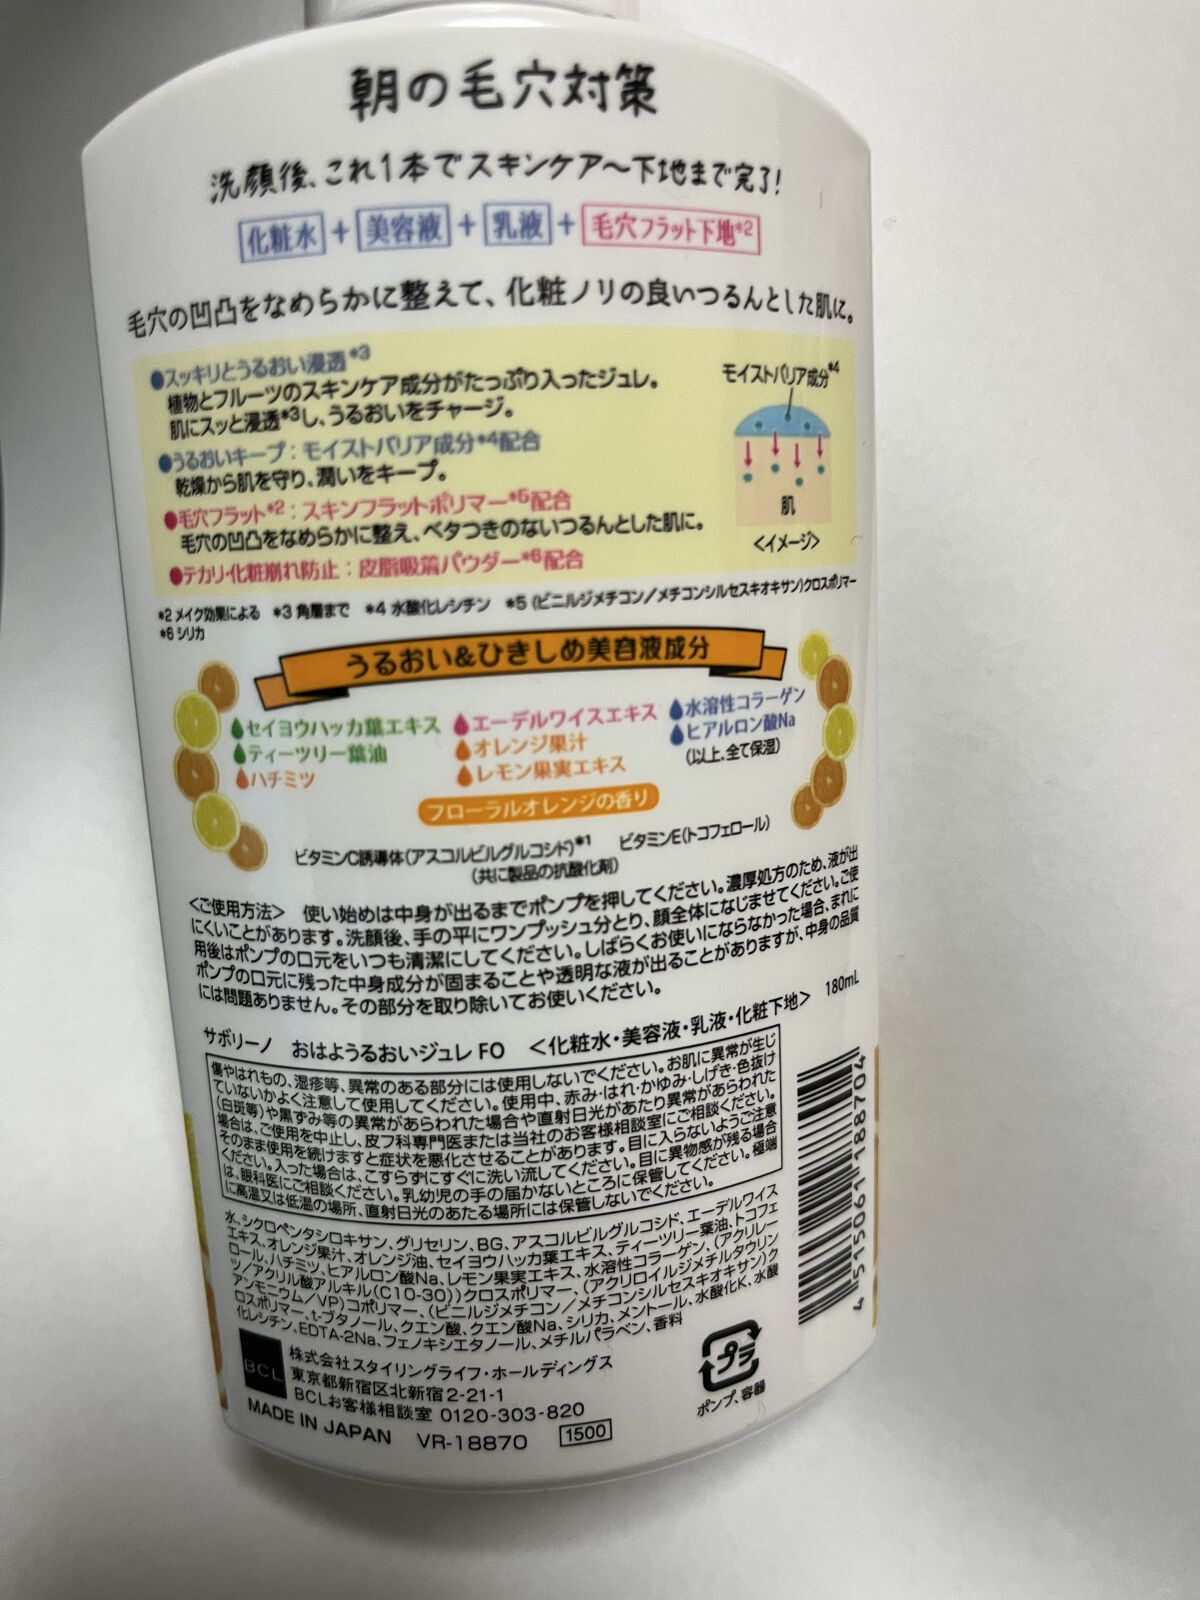 朝の毛穴対策
洗顔後、これ1本でスキンケア〜下地まで完了!
化粧水 + 美容液 + 乳液 + 毛穴フラット下地*2
毛穴の凹凸をなめらかに整えて、化粧ノリの良いつるんとした肌に。
●スッキリとうるおい浸透*3
植物とフルーツのスキンケア成分がたっぷり入ったジュレ。
肌にスッと浸透*3し、うるおいをチャージ。
●うるおいキープ:モイストバリア成分*4配合
乾燥から肌を守り、潤いをキープ。
●毛穴フラット*2:スキンフラットポリマー*5配合
毛穴の凹凸をなめらかに整え、ベタつきのないつるんとした肌に。
●テカリ・化粧崩れ防止:皮脂吸着パウダー*6配合
モイストバリア成分*4
肌
<イメージ>
*2 メイク効果による *3 角層まで *4 水酸化レシチン *5 (ビニルジメチコン/メチコンシルセスキオキサン)クロスポリマー
*6 シリカ
うるおい&ひきしめ美容液成分
セイヨウハッカ葉エキス
ティーツリー葉油
ハチミツ
エーデルワイスエキス
オレンジ果汁
レモン果実エキス
水溶性コラーゲン
ヒアルロン酸Na
(以上、全て保湿)
フローラルオレンジの香り
ビタミンC誘導体(アスコルビルグルコシド)*1 ビタミンE(トコフェロール)
(共に製品の抗酸化剤)
<ご使用方法> 使い始めは中身が出るまでポンプを押してください。濃厚処方のため、液が出
にくいことがあります。洗顔後、手の平にワンプッシュ分とり、顔全体になじませてください。ご使
用後はポンプの口元をいつも清潔にしてください。しばらくお使いにならなかった場合、まれに
ポンプの口元に残った中身成分が固まることや透明な液が出ることがありますが、中身の品質
には問題ありません。その部分を取り除いてお使いください。
サボリーノ おはようるおいジュレ FO <化粧水・美容液・乳液・化粧下地> 180mL
傷やはれもの、湿疹等、異常のある部分には使用しないでください。お肌に異常が生じ
ていないかよく注意して使用してください。使用中、赤み・はれ・かゆみ・しげき・色抜け
(白斑等)や黒ずみ等の異常があらわれた場合や直射日光があたり異常があらわれた
場合は、ご使用を中止し、皮フ科専門医または当社のお客様相談室にご相談ください。
そのまま使用を続けますと症状を悪化させることがあります。目に入らないようご注意
ください。入った場合は、こすらずにすぐに洗い流してください。目に異物感が残る場合
は、眼科医にご相談ください。乳幼児の手の届かないところに保管してください。極端
に高温又は低温の場所、直射日光のあたる場所には保管しないでください。
水、シクロペンタシロキサン、グリセリン、BG、アスコルビルグルコシド、エーデルワイス
エキス、オレンジ果汁、オレンジ油、セイヨウハッカ葉エキス、ティーツリー葉油、トコフェ
ロール、ハチミツ、ヒアルロン酸Na、レモン果実エキス、水溶性コラーゲン、(アクリレー
ツ/アクリル酸アルキル(C10-30))クロスポリマー、(アクリロイルジメチルタウリン
アンモニウム/VP)コポリマー、(ビニルジメチコン/メチコンシルセスキオキサン)ク
ロスポリマー、t-ブタノール、クエン酸、クエン酸Na、シリカ、メントール、水酸化K、水酸
化レシチン、EDTA-2Na、フェノキシエタノール、メチルパラベン、香料
4 515061 188704
BCL
株式会社スタイリングライフ・ホールディングス
東京都新宿区北新宿2-21-1
BCLお客様相談室 0120-303-820
MADE IN JAPAN VR-18870 1500
プラ
ポンプ、容器